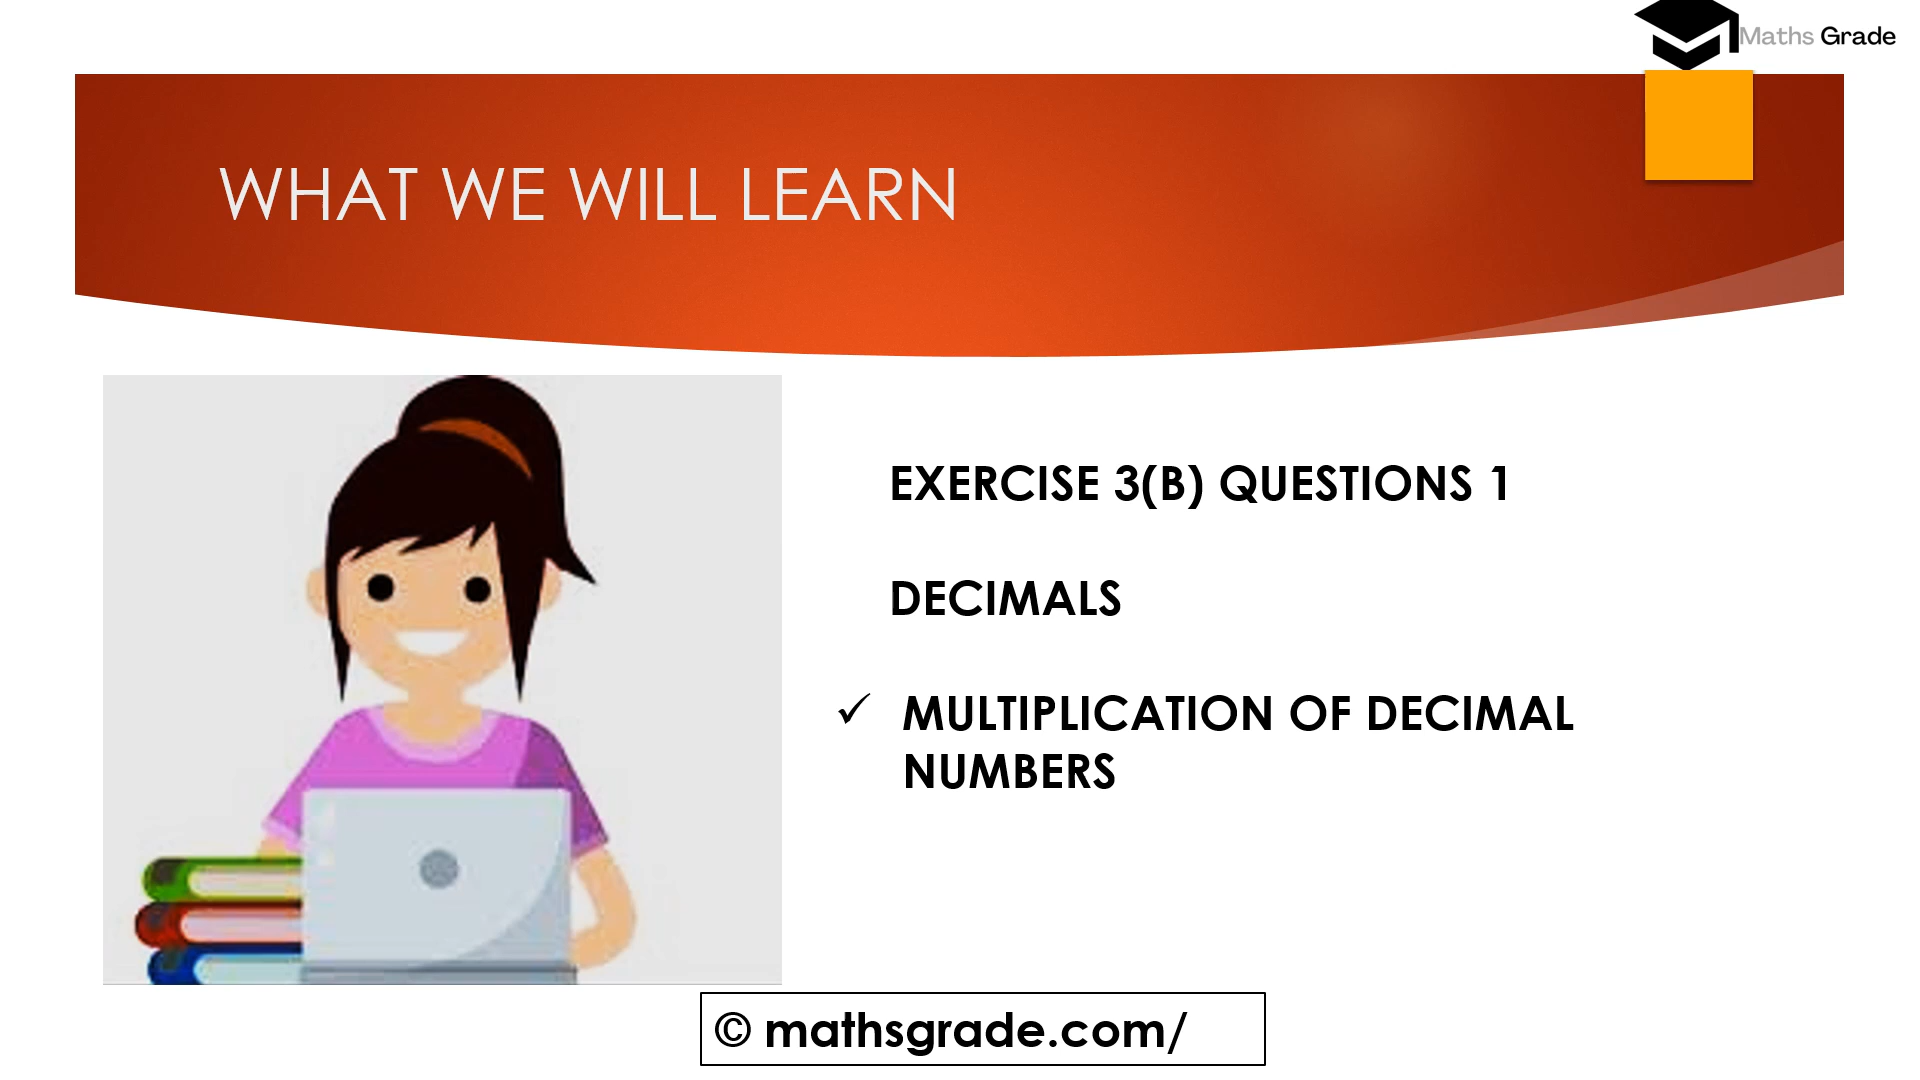 Maths Grade
WHAT WE WILL LEARN
EXERCISE 3(B) QUESTIONS 1
DECIMALS
✓ MULTIPLICATION OF DECIMAL
NUMBERS
© mathsgrade.com/